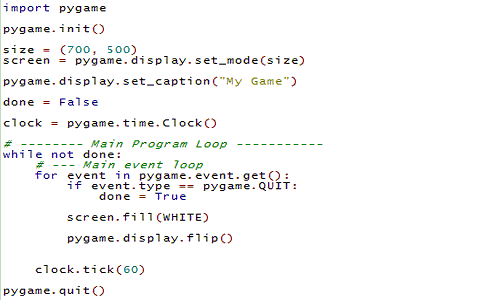 import pygame
pygame.init()
size = (700, 500)
screen = pygame.display.set_mode(size)
pygame.display.set_caption("My Game")
done = False
clock = pygame.time.Clock()
# -------- Main Program Loop -----------
while not done:
    # --- Main event loop
    for event in pygame.event.get():
        if event.type == pygame.QUIT:
            done = True
        screen.fill(WHITE)
        pygame.display.flip()
    clock.tick(60)
pygame.quit()